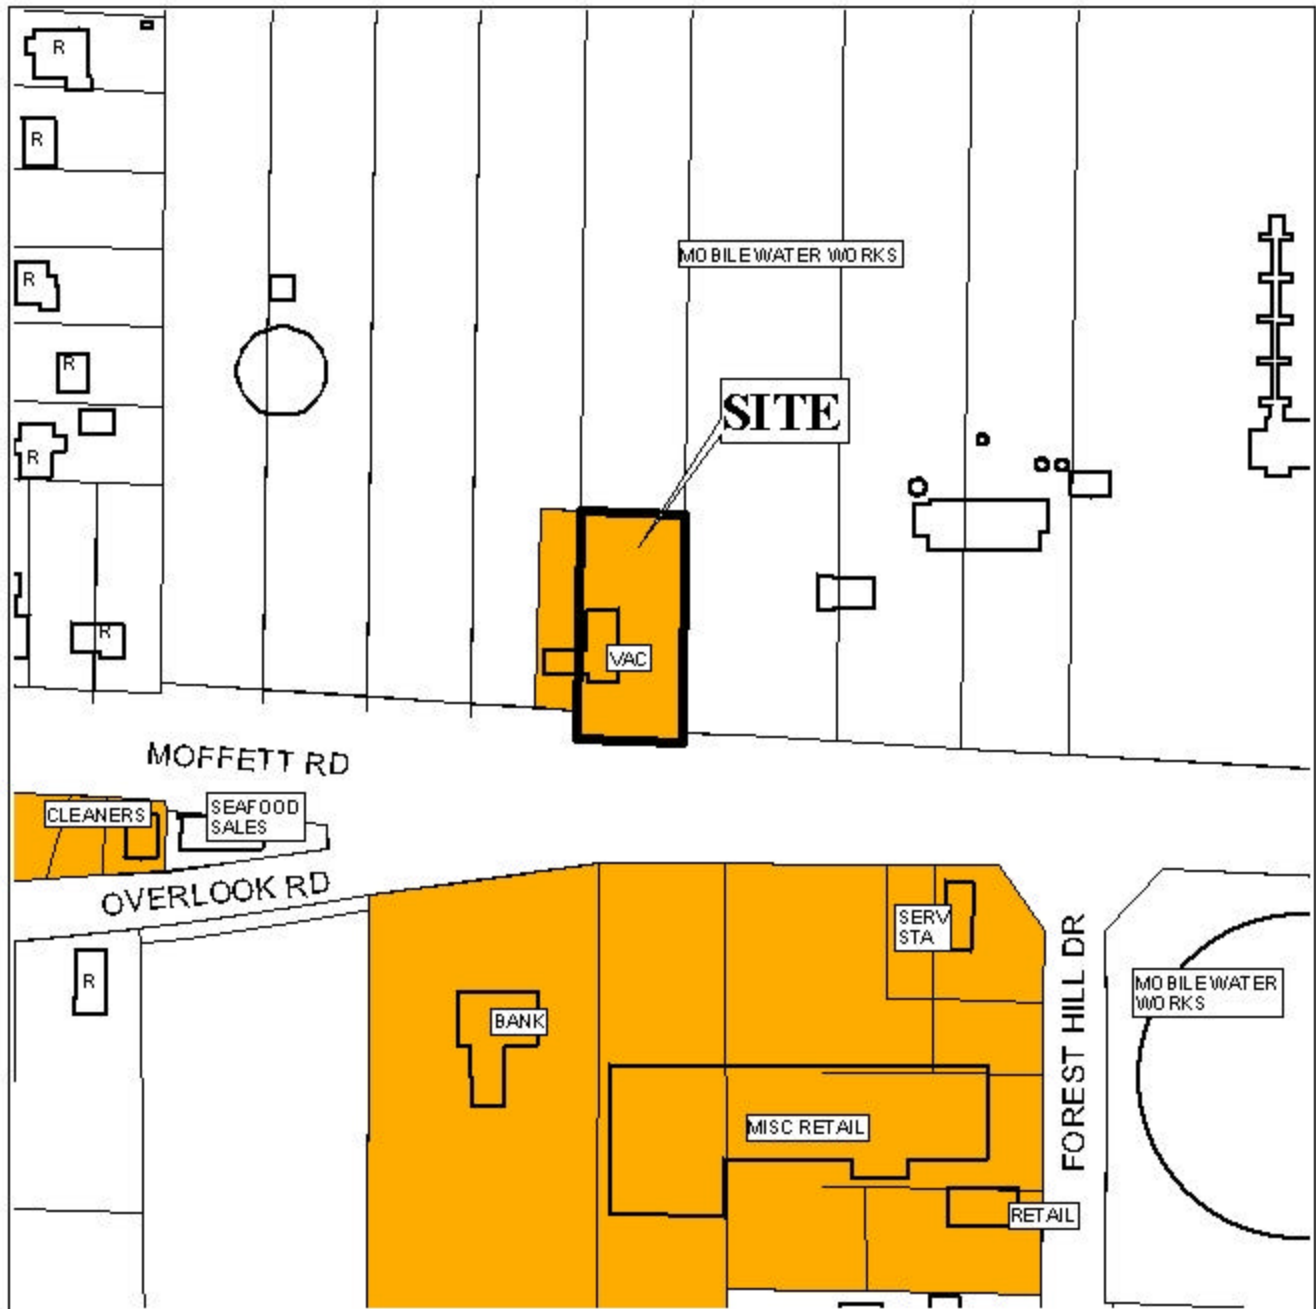 R
R
MOBILE WATER WORKS
R
R
SITE
R
R
VAC
MOFFETT RD
CLEANERS
SEAFOOD
SALES
OVERLOOK RD
SERV
STA
R
BANK
MOBILE WATER
WORKS
FOREST HILL DR
MISC RETAIL
RETAIL